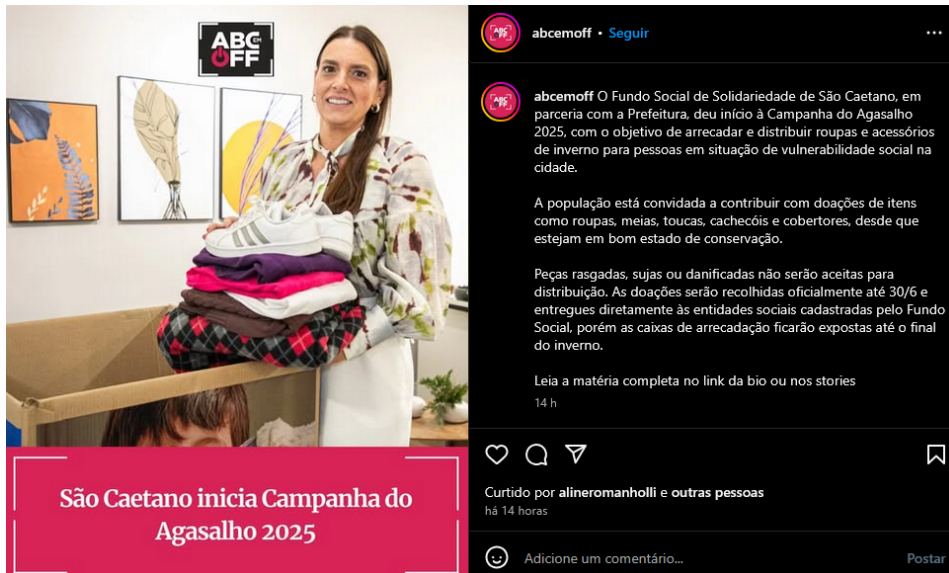 ABC EM
OFF
São Caetano inicia Campanha do
Agasalho 2025
abcemoff • Seguir
abcemoff O Fundo Social de Solidariedade de São Caetano, em
parceria com a Prefeitura, deu início à Campanha do Agasalho
2025, com o objetivo de arrecadar e distribuir roupas e acessórios
de inverno para pessoas em situação de vulnerabilidade social na
cidade.
A população está convidada a contribuir com doações de itens
como roupas, meias, toucas, cachecóis e cobertores, desde que
estejam em bom estado de conservação.
Peças rasgadas, sujas ou danificadas não serão aceitas para
distribuição. As doações serão recolhidas oficialmente até 30/6 e
entregues diretamente às entidades sociais cadastradas pelo Fundo
Social, porém as caixas de arrecadação ficarão expostas até o final
do inverno.
Leia a matéria completa no link da bio ou nos stories
14 h
Curtido por alineromanholli e outras pessoas
há 14 horas
Adicione um comentário...
Postar